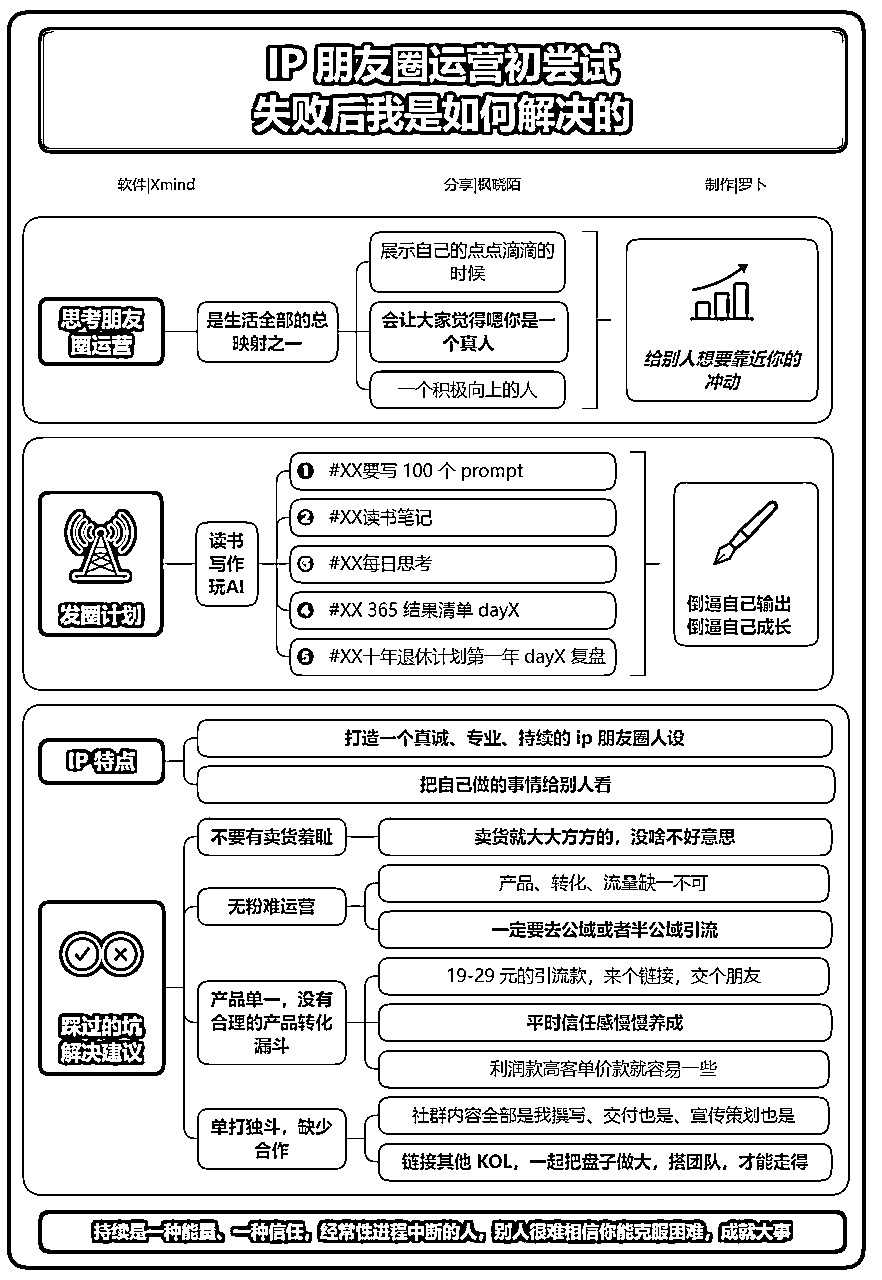 IP 朋友圈运营初尝试
失败后我是如何解决的
软件|Xmind
分享|枫晓陌
制作|罗卜
思考朋友
圈运营
是生活全部的总
映射之一
展示自己的点点滴滴的
时候
会让大家觉得嗯你是一
个真人
一个积极向上的人
给别人想要靠近你的
冲动
发圈计划
读书
写作
玩AI
❶ #XX要写 100 个 prompt
❷ #XX读书笔记
❸ #XX每日思考
❹ #XX 365 结果清单 dayX
❺ #XX十年退休计划第一年 dayX 复盘
倒逼自己输出
倒逼自己成长
IP 特点
打造一个真诚、专业、持续的 ip 朋友圈人设
把自己做的事情给别人看
踩过的坑
解决建议
不要有卖货羞耻
卖货就大大方方的，没啥不好意思
无粉难运营
产品、转化、流量缺一不可
一定要去公域或者半公域引流
产品单一，没有
合理的产品转化
漏斗
19-29 元的引流款，来个链接，交个朋友
平时信任感慢慢养成
利润款高客单价款就容易一些
单打独斗，缺少
合作
社群内容全部是我撰写、交付也是、宣传策划也是
链接其他 KOL，一起把盘子做大，搭团队，才能走得
持续是一种能量、一种信任，经常性进程中断的人，别人很难相信你能克服困难，成就大事